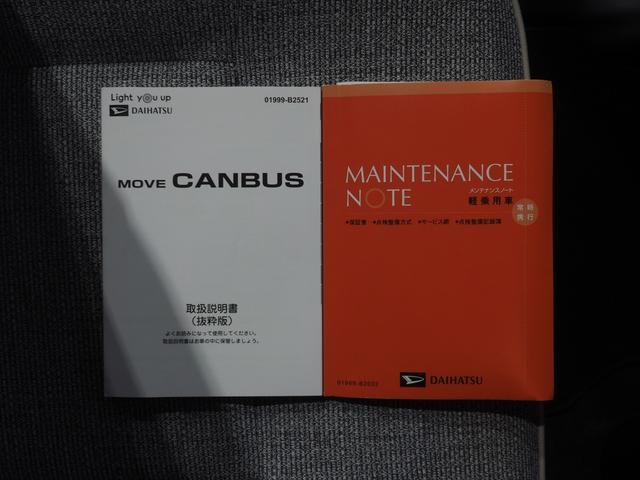 Light you up
DAIHATSU
01999-B2521
MOVE CANBUS
取扱説明書
（抜粋版）
よくお読みになって使用してください。
取扱説明書はお車の中に保管しましょう。
MAINTENANCE
NOTE
メンテナンスノート
軽乗用車
常時
携行
●保証書 ●点検整備方式 ●サービス網 ●点検整備記録簿
01999-B2032
DAIHATSU